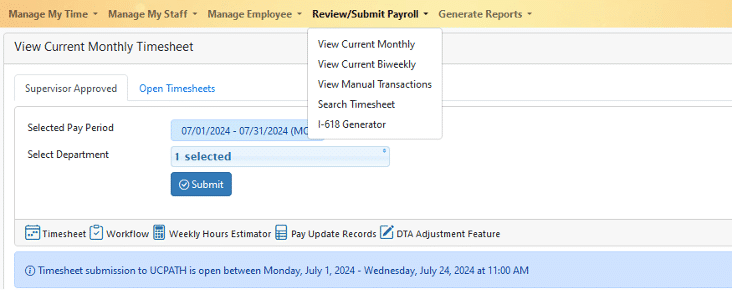 Manage My Time Manage My Staff Manage Employee Review/Submit Payroll Generate Reports
View Current Monthly Timesheet
View Current Monthly
View Current Biweekly
View Manual Transactions
Search Timesheet
I-618 Generator
Supervisor Approved Open Timesheets
Selected Pay Period 07/01/2024 - 07/31/2024
Select Department 1 selected
Submit
Timesheet Workflow Weekly Hours Estimator Pay Update Records DTA Adjustment Feature
Timesheet submission to UCPATH is open between Monday, July 1, 2024 - Wednesday, July 24, 2024 at 11:00 AM